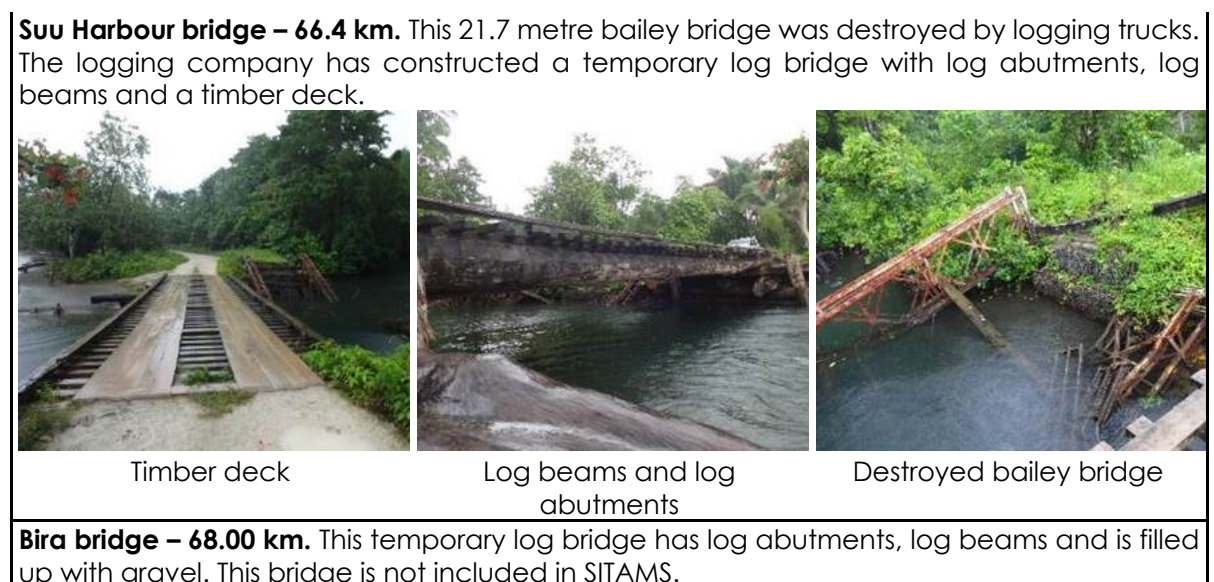 Suu Harbour bridge – 66.4 km. This 21.7 metre bailey bridge was destroyed by logging trucks.
The logging company has constructed a temporary log bridge with log abutments, log
beams and a timber deck.
Timber deck
Log beams and log
abutments
Destroyed bailey bridge
Bira bridge – 68.00 km. This temporary log bridge has log abutments, log beams and is filled
up with gravel. This bridge is not included in SITAMS.